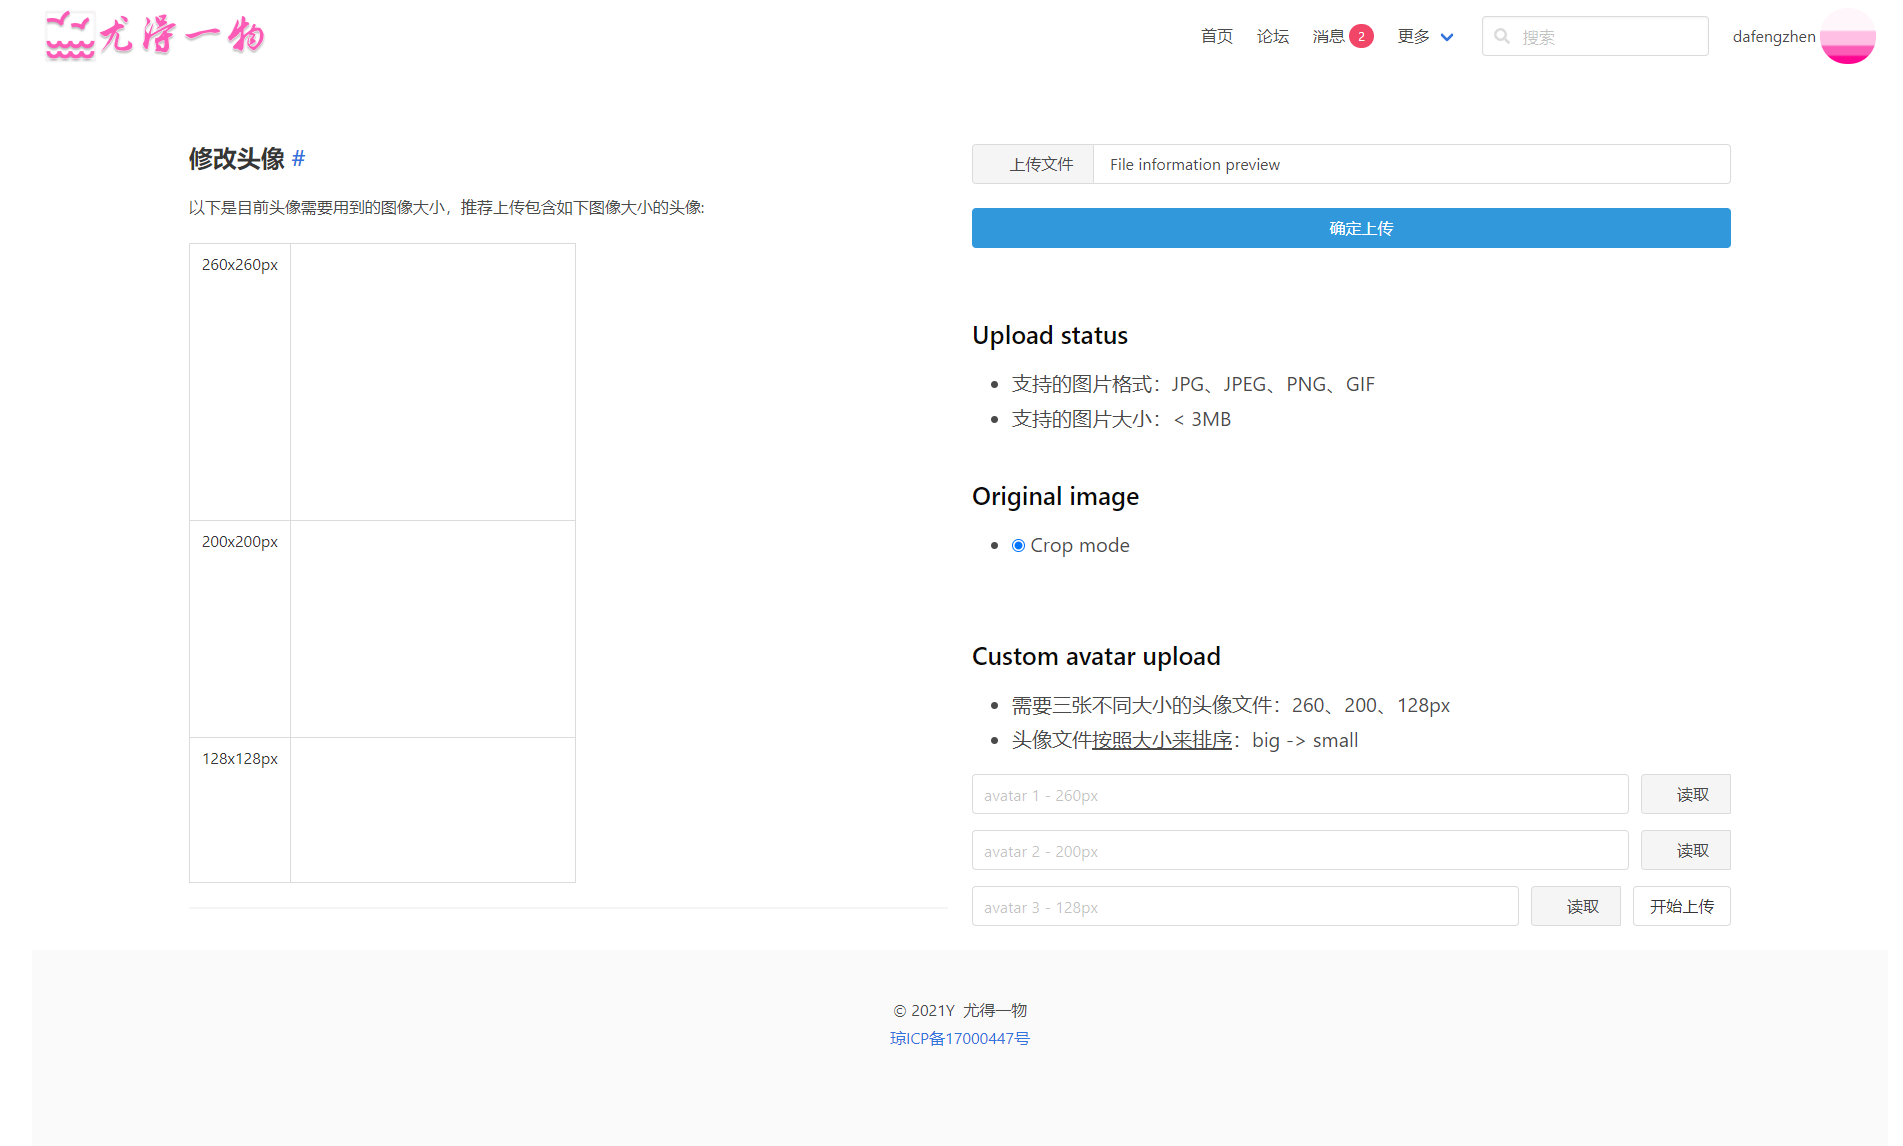 尤得一物
首页 论坛 消息 2 更多 搜索 dafengzhen
修改头像 #
以下是目前头像需要用到的图像大小，推荐上传包含如下图像大小的头像:
260x260px
200x200px
128x128px
上传文件 File information preview
确定上传
Upload status
支持的图片格式：JPG、JPEG、PNG、GIF
支持的图片大小：< 3MB
Original image
Crop mode
Custom avatar upload
需要三张不同大小的头像文件：260、200、128px
头像文件按照大小来排序：big -> small
avatar 1 - 260px 读取
avatar 2 - 200px 读取
avatar 3 - 128px 读取 开始上传
© 2021Y 尤得一物
琼ICP备17000447号